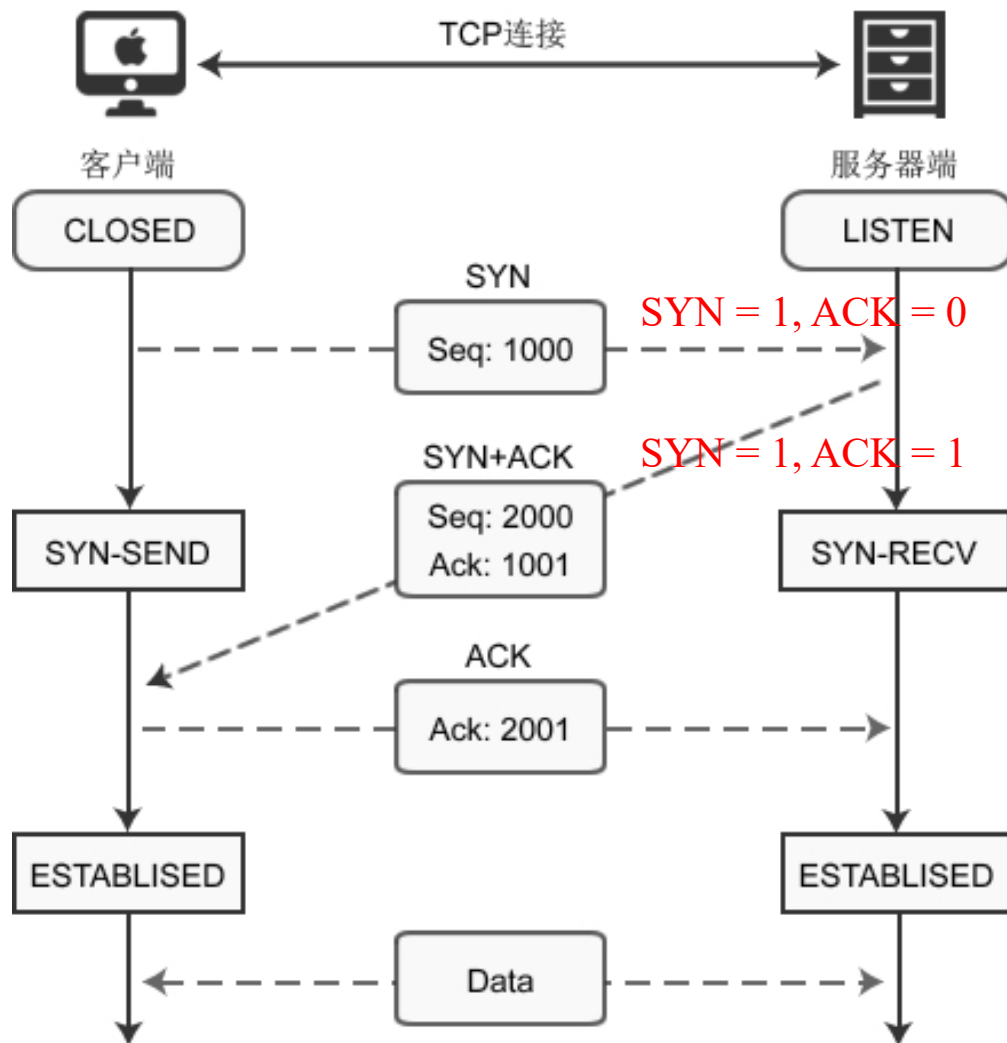 TCP连接
客户端
服务器端
CLOSED
LISTEN
SYN
SYN = 1, ACK = 0
Seq: 1000
SYN+ACK
SYN = 1, ACK = 1
Seq: 2000
Ack: 1001
SYN-SEND
SYN-RECV
ACK
Ack: 2001
ESTABLISED
ESTABLISED
Data